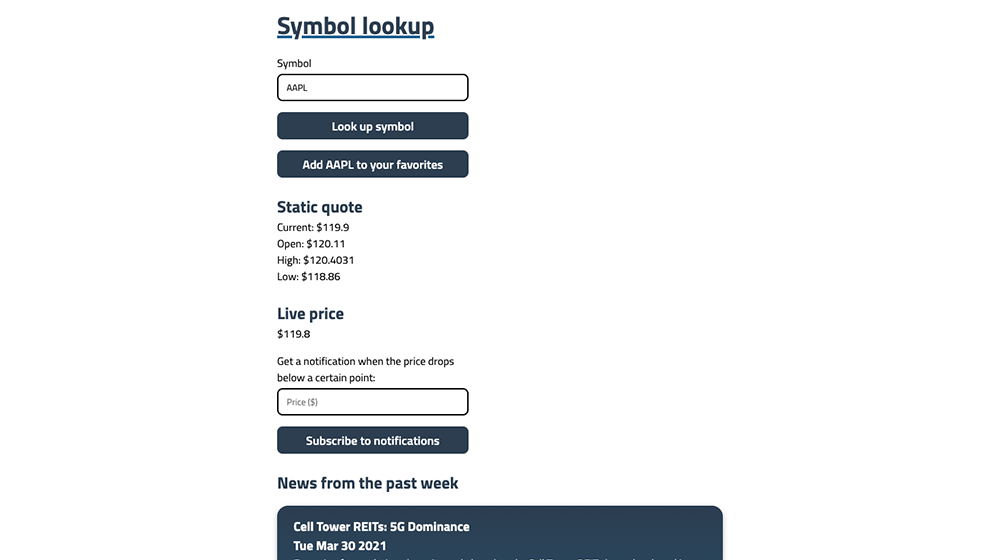 Symbol lookup
Symbol
AAPL
Look up symbol
Add AAPL to your favorites
Static quote
Current: $119.9
Open: $120.11
High: $120.4031
Low: $118.86
Live price
$119.8
Get a notification when the price drops
below a certain point:
Price ($)
Subscribe to notifications
News from the past week
Cell Tower REITs: 5G Dominance
Tue Mar 30 2021